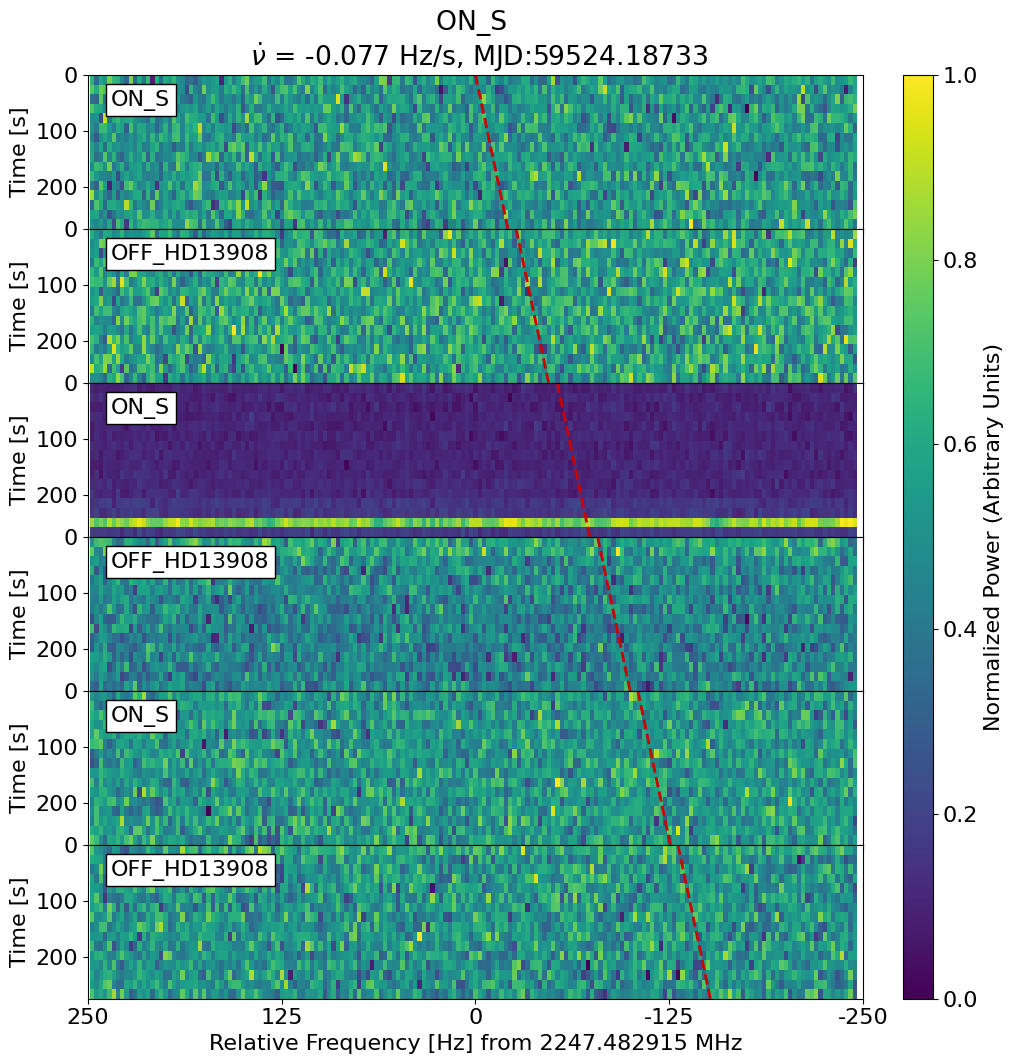 ON_S
ν̇ = -0.077 Hz/s, MJD:59524.18733
0
100
200
Time [s]
ON_S
0
100
200
Time [s]
OFF_HD13908
0
100
200
Time [s]
ON_S
0
100
200
Time [s]
OFF_HD13908
0
100
200
Time [s]
ON_S
0
100
200
Time [s]
OFF_HD13908
250 125 0 -125 -250
Relative Frequency [Hz] from 2247.482915 MHz
1.0
0.8
0.6
0.4
0.2
0.0
Normalized Power (Arbitrary Units)